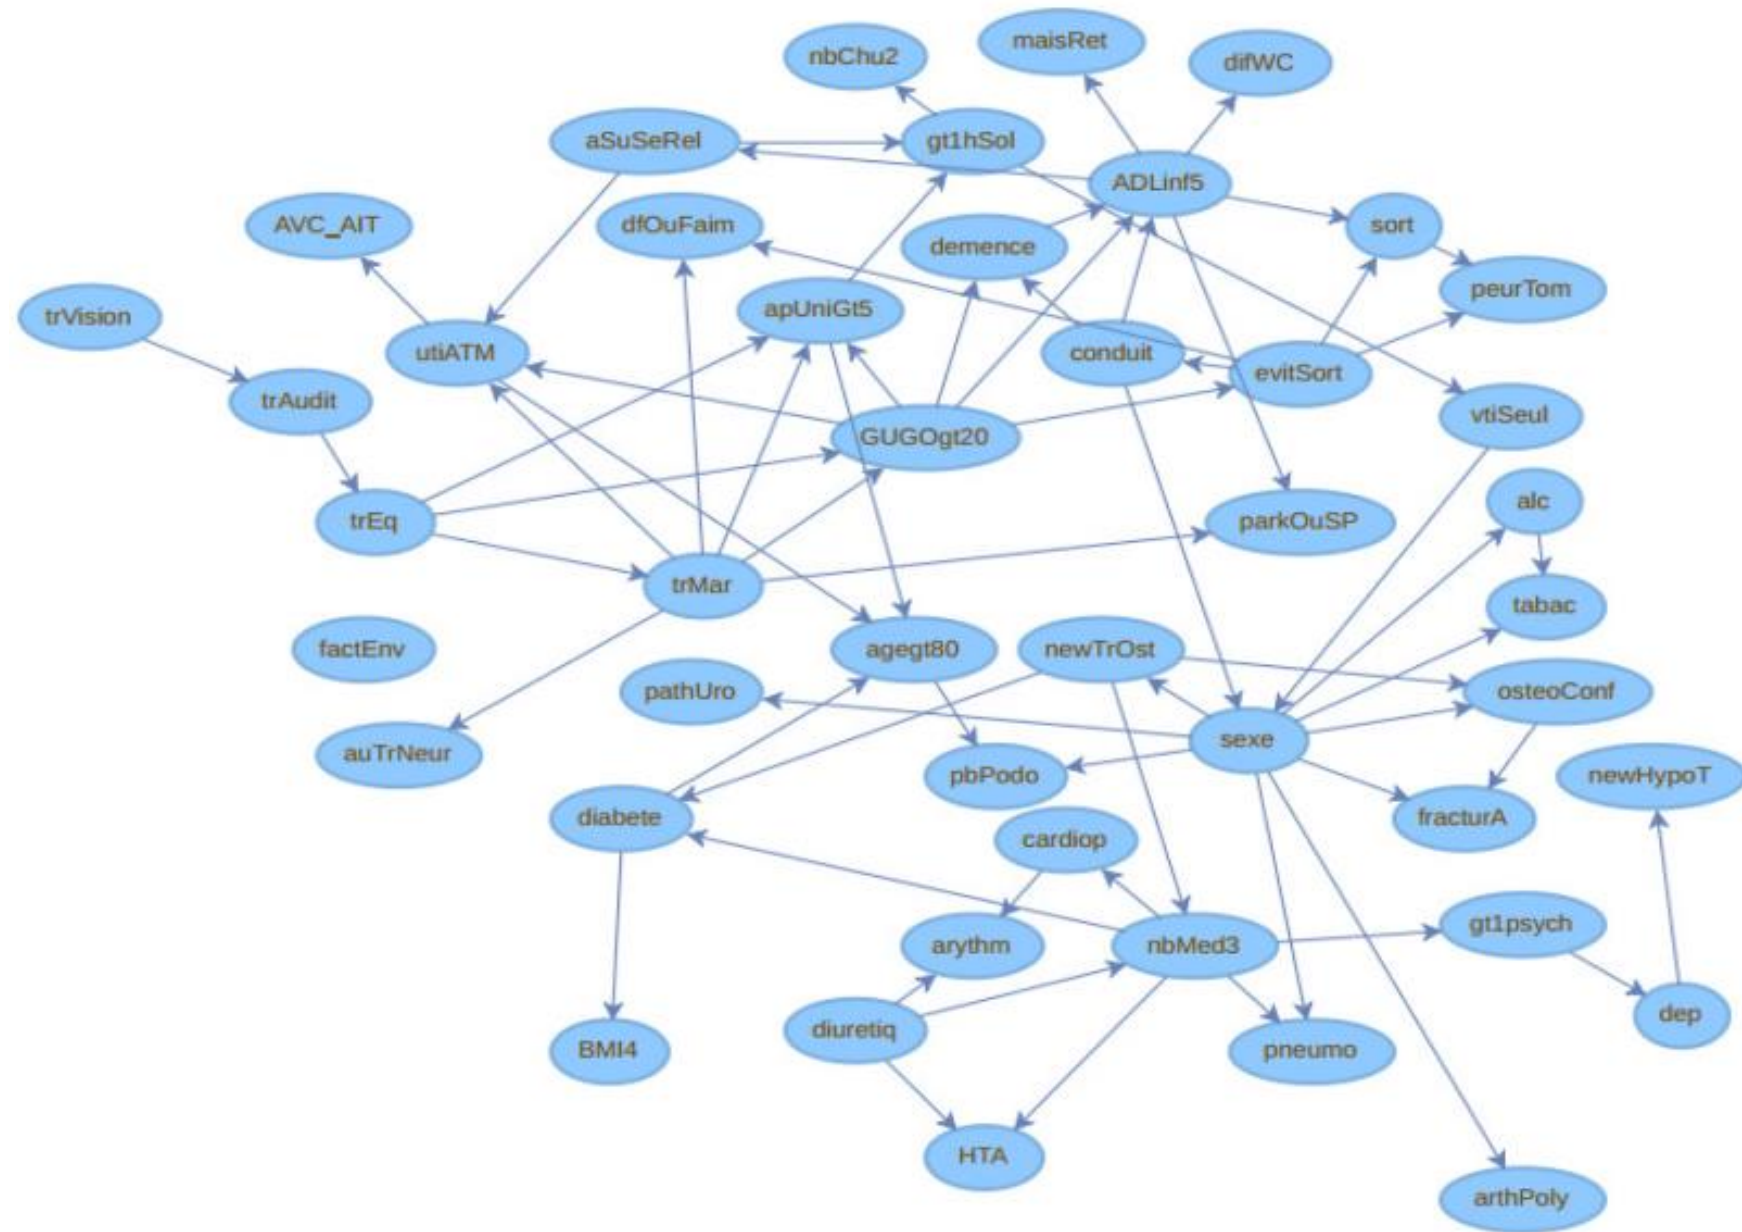 maisRet
nbChu2
difWC
aSuSeRel
gt1hSol
ADLinf5
AVC_AIT
dfOuFaim
sort
demence
peurTom
apUniGt5
trVision
utiATM
conduit
evitSort
trAudit
vtiSeul
GUGOgt20
alc
trEq
parkOuSP
trMar
tabac
factEnv
agegt80
newTrOst
pathUro
osteoConf
auTrNeur
sexe
pbPodo
newHypoT
diabete
fracturA
cardiop
gt1psych
arythm
nbMed3
dep
diuretiq
BMI4
pneumo
HTA
arthPoly